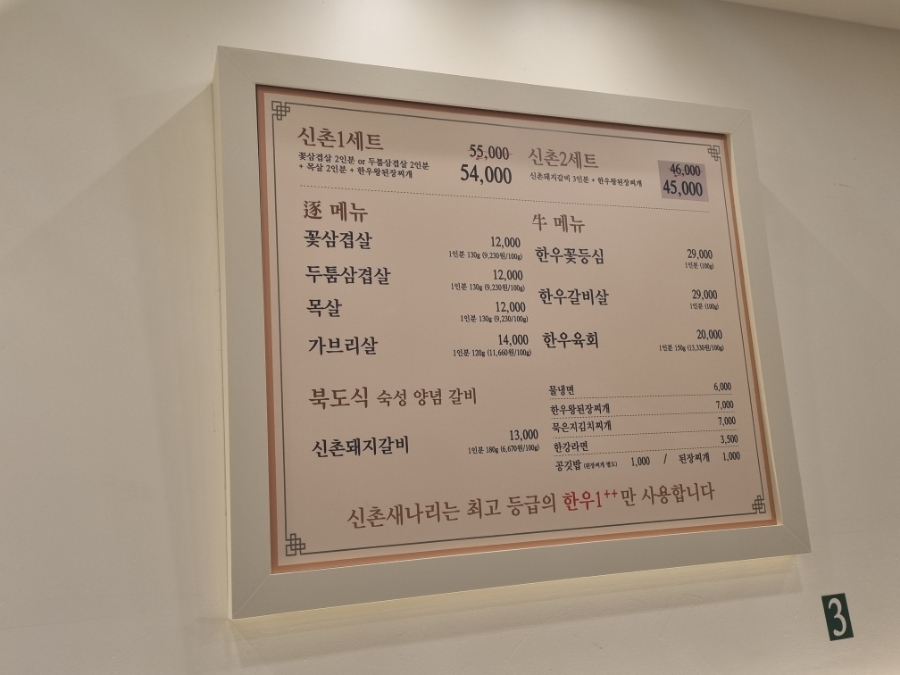 신촌1세트
꽃삼겹살 2인분 or 두툼삼겹살 2인분
+ 목살 2인분 + 한우왕된장찌개
55,000
54,000
신촌2세트
신촌돼지갈비 3인분 + 한우왕된장찌개
46,000
45,000
逐 메뉴
꽃삼겹살 12,000
1인분 130g (9,230원/100g)
두툼삼겹살 12,000
1인분 130g (9,230원/100g)
목살 12,000
1인분 130g (9,230/100g)
가브리살 14,000
1인분 120g (11,660원/100g)
북도식 숙성 양념 갈비
신촌돼지갈비 13,000
1인분 180g (6,670원/100g)
牛 메뉴
한우꽃등심 29,000
1인분 (100g)
한우갈비살 29,000
1인분 (100g)
한우육회 20,000
1인분 150g (13,330원/100g)
물냉면 6,000
한우왕된장찌개 7,000
묵은지김치찌개 7,000
한강라면 3,500
공깃밥 (된장찌개 별도) 1,000 / 된장찌개 1,000
신촌새나리는 최고 등급의 한우1++만 사용합니다
3